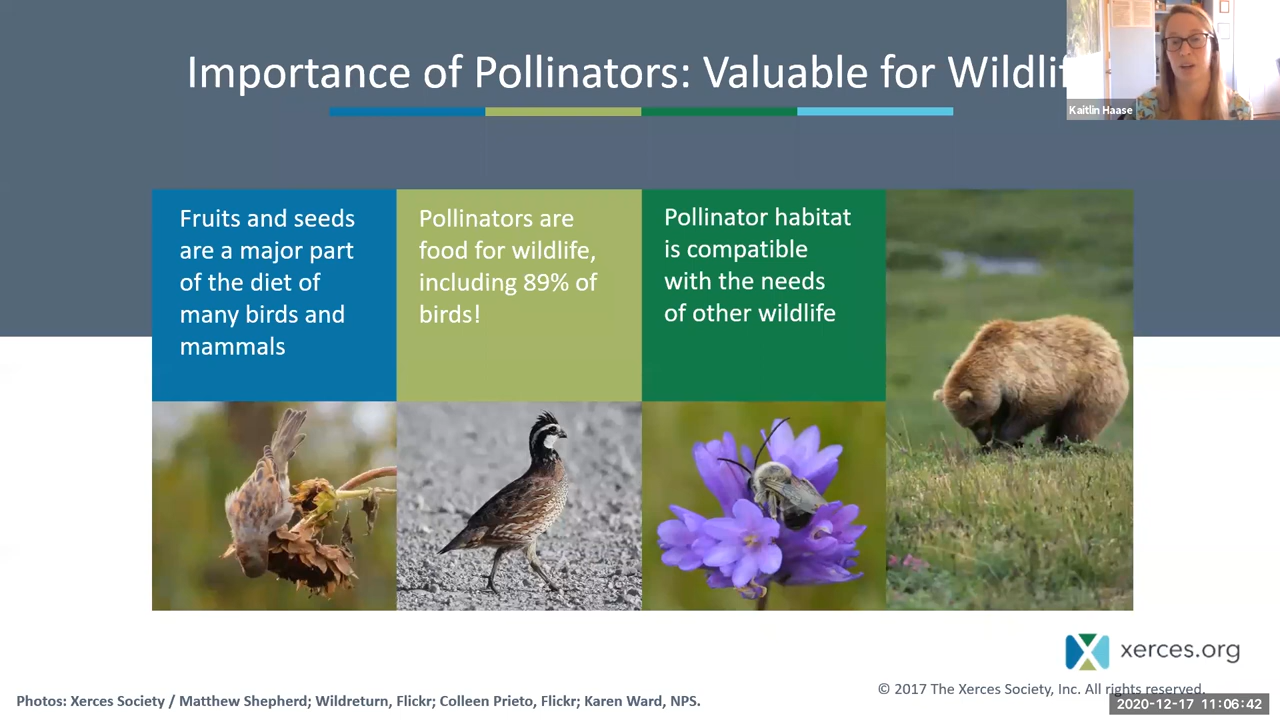 Importance of Pollinators: Valuable for Wildlif
Kaitlin Haase
Fruits and seeds
are a major part
of the diet of
many birds and
mammals
Pollinators are
food for wildlife,
including 89% of
birds!
Pollinator habitat
is compatible
with the needs
of other wildlife
xerces.org
© 2017 The Xerces Society, Inc. All rights reserved.
Photos: Xerces Society / Matthew Shepherd; Wildreturn, Flickr; Colleen Prieto, Flickr; Karen Ward, NPS.
2020-12-17 11:06:42